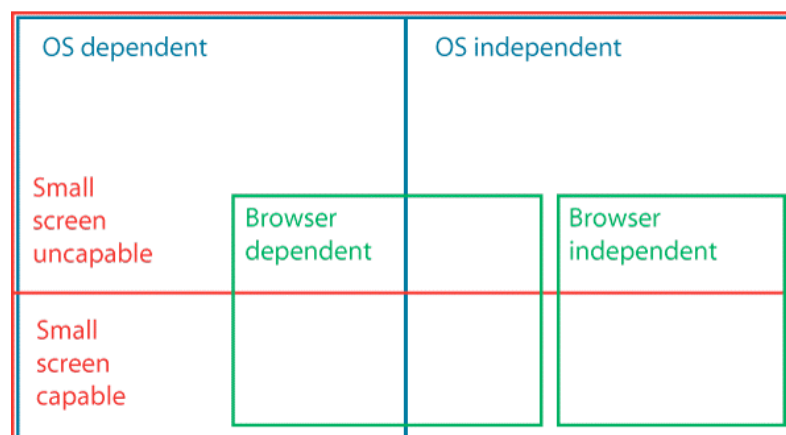 OS dependent
OS independent
Small
screen
uncapable
Browser
dependent
Browser
independent
Small
screen
capable